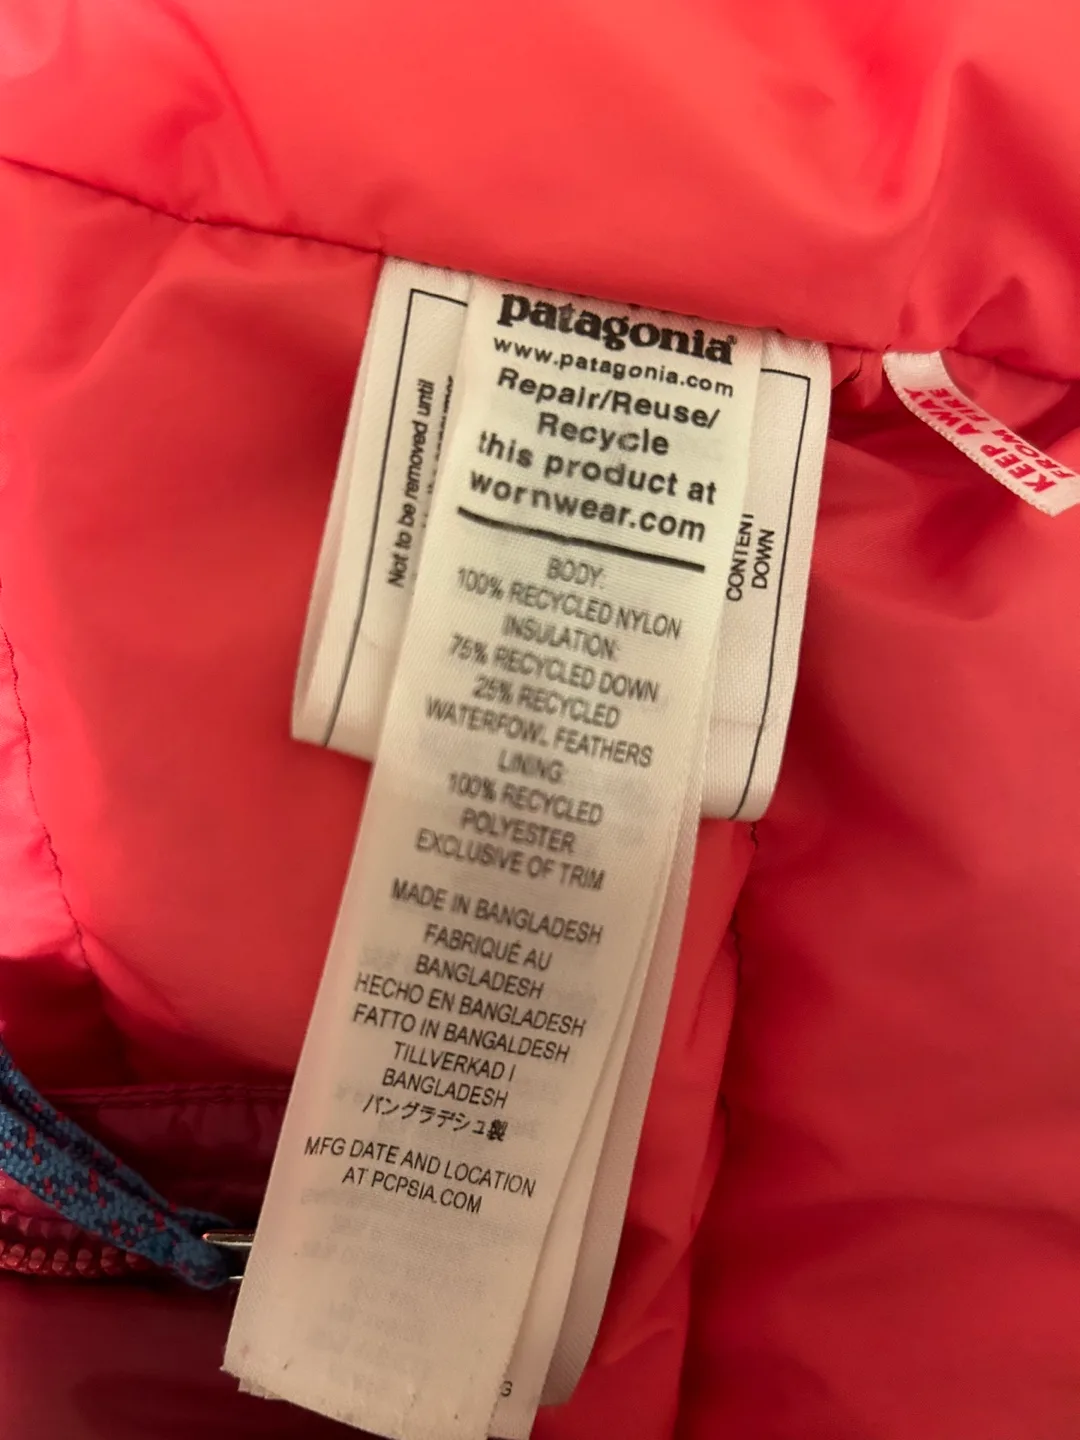 patagonia®
www.patagonia.com
Repair/Reuse/
Recycle
this product at
wornwear.com
BODY:
100% RECYCLED NYLON
INSULATION:
75% RECYCLED DOWN
25% RECYCLED
WATERFOWL FEATHERS
LINING:
100% RECYCLED
POLYESTER
EXCLUSIVE OF TRIM
MADE IN BANGLADESH
FABRIQUÉ AU
BANGLADESH
HECHO EN BANGLADESH
FATTO IN BANGALDESH
TILLVERKAD I
BANGLADESH
バングラデシュ製
MFG DATE AND LOCATION
AT PCPSIA.COM
Not to be removed until
CONTENT
DOWN
KEEP AWAY
FROM FIRE